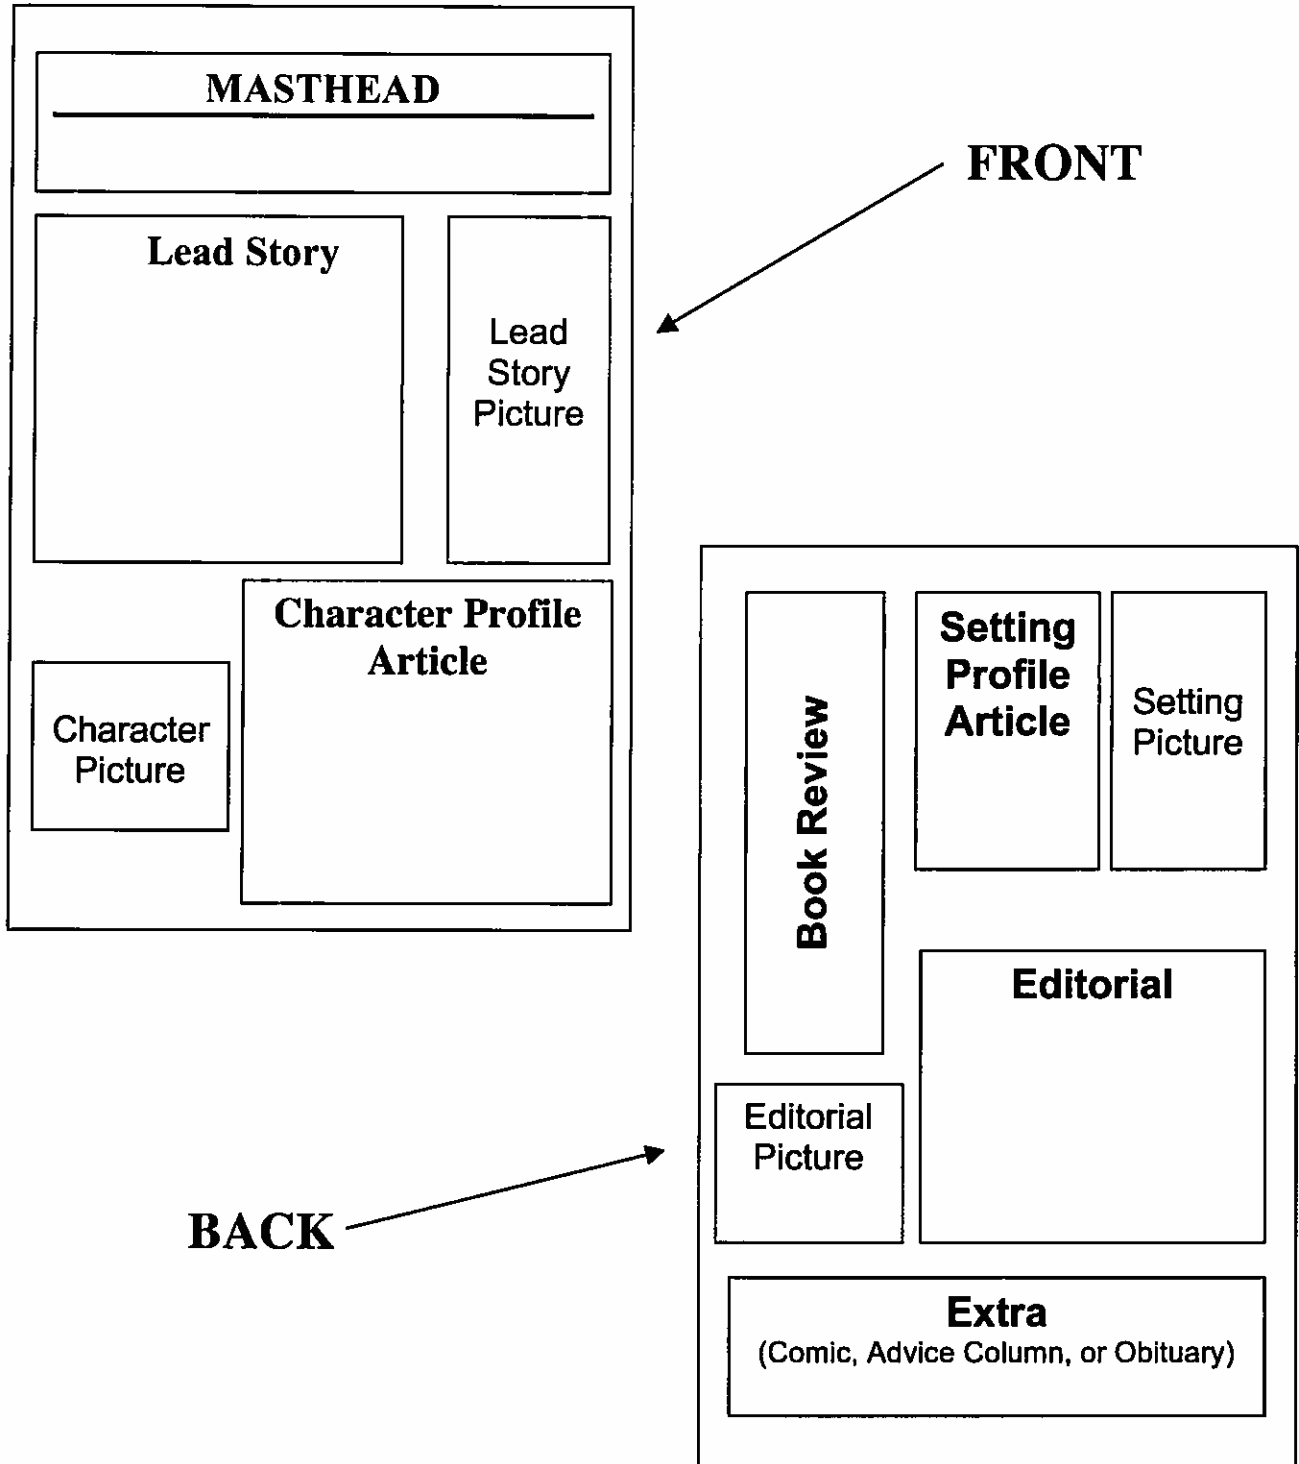 MASTHEAD
FRONT
Lead Story
Lead
Story
Picture
Character Profile
Article
Character
Picture
Book Review
Setting
Profile
Article
Setting
Picture
Editorial
Editorial
Picture
BACK
Extra
(Comic, Advice Column, or Obituary)